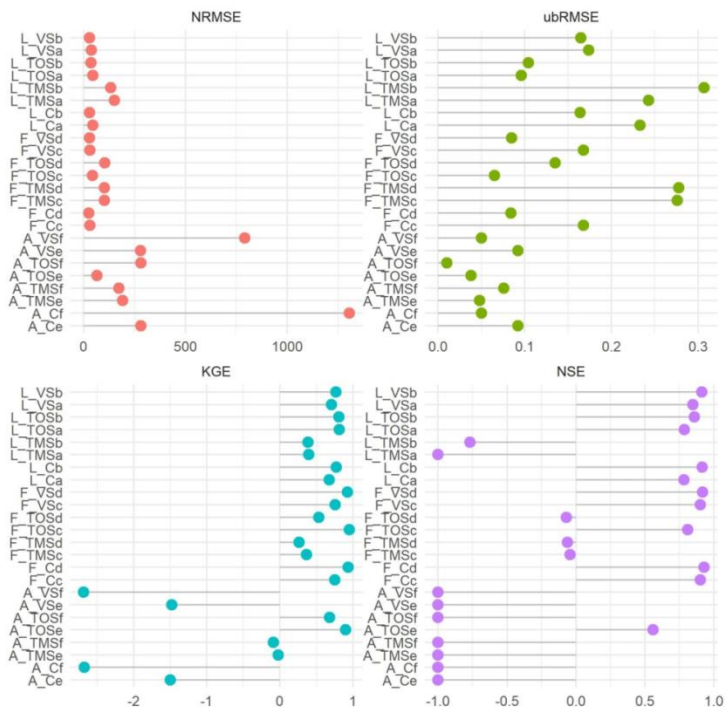 NRMSE
L_VSb
L_VSa
L_TOSb
L_TOSa
L_TMSb
L_TMSa
L_Cb
L_Ca
F_VSd
F_VSc
F_TOSd
F_TOSc
F_TMSd
F_TMSc
F_Cd
F_Cc
A_VSf
A_VSe
A_TOSf
A_TOSe
A_TMSf
A_TMSe
A_Cf
A_Ce
0 500 1000
ubRMSE
L_VSb
L_VSa
L_TOSb
L_TOSa
L_TMSb
L_TMSa
L_Cb
L_Ca
F_VSd
F_VSc
F_TOSd
F_TOSc
F_TMSd
F_TMSc
F_Cd
F_Cc
A_VSf
A_VSe
A_TOSf
A_TOSe
A_TMSf
A_TMSe
A_Cf
A_Ce
0.0 0.1 0.2 0.3
KGE
L_VSb
L_VSa
L_TOSb
L_TOSa
L_TMSb
L_TMSa
L_Cb
L_Ca
F_VSd
F_VSc
F_TOSd
F_TOSc
F_TMSd
F_TMSc
F_Cd
F_Cc
A_VSf
A_VSe
A_TOSf
A_TOSe
A_TMSf
A_TMSe
A_Cf
A_Ce
-2 -1 0 1
NSE
L_VSb
L_VSa
L_TOSb
L_TOSa
L_TMSb
L_TMSa
L_Cb
L_Ca
F_VSd
F_VSc
F_TOSd
F_TOSc
F_TMSd
F_TMSc
F_Cd
F_Cc
A_VSf
A_VSe
A_TOSf
A_TOSe
A_TMSf
A_TMSe
A_Cf
A_Ce
-1.0 -0.5 0.0 0.5 1.0